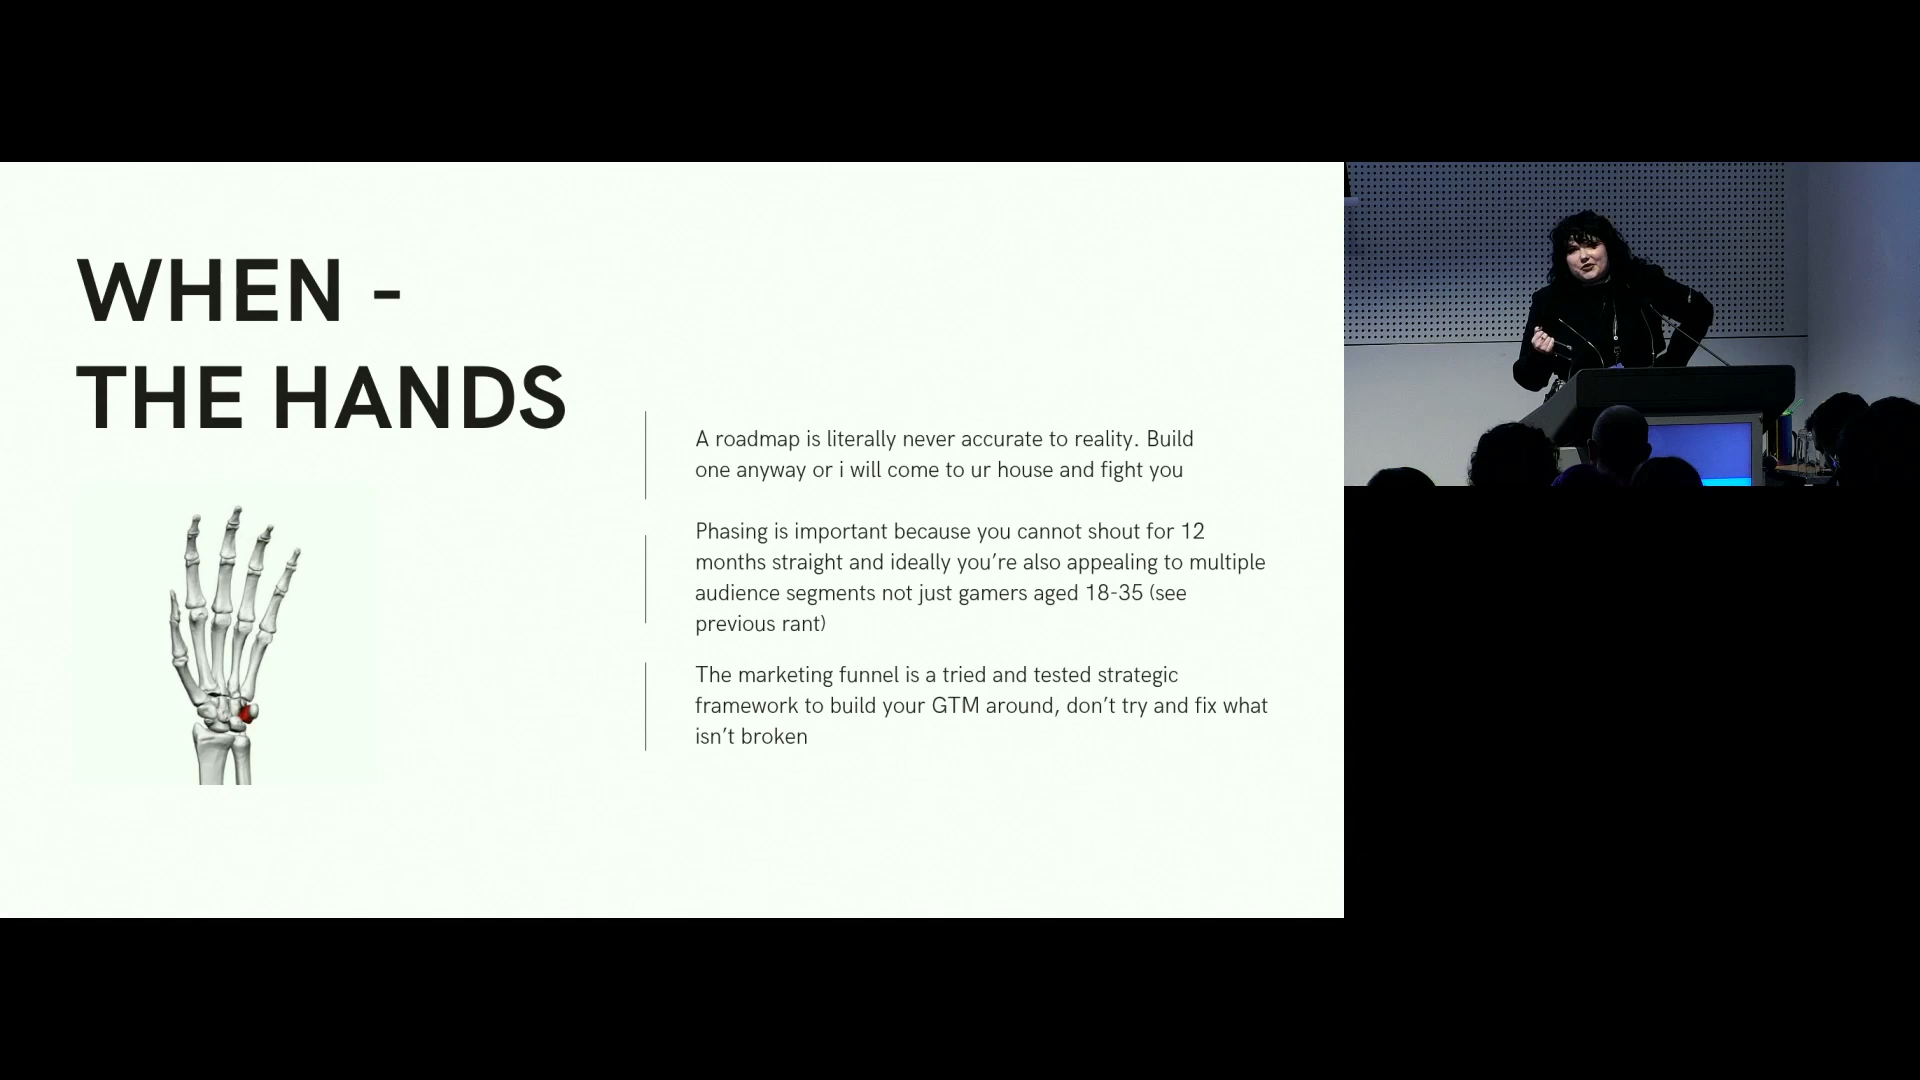 WHEN -
THE HANDS
A roadmap is literally never accurate to reality. Build
one anyway or i will come to ur house and fight you
Phasing is important because you cannot shout for 12
months straight and ideally you’re also appealing to multiple
audience segments not just gamers aged 18-35 (see
previous rant)
The marketing funnel is a tried and tested strategic
framework to build your GTM around, don’t try and fix what
isn’t broken